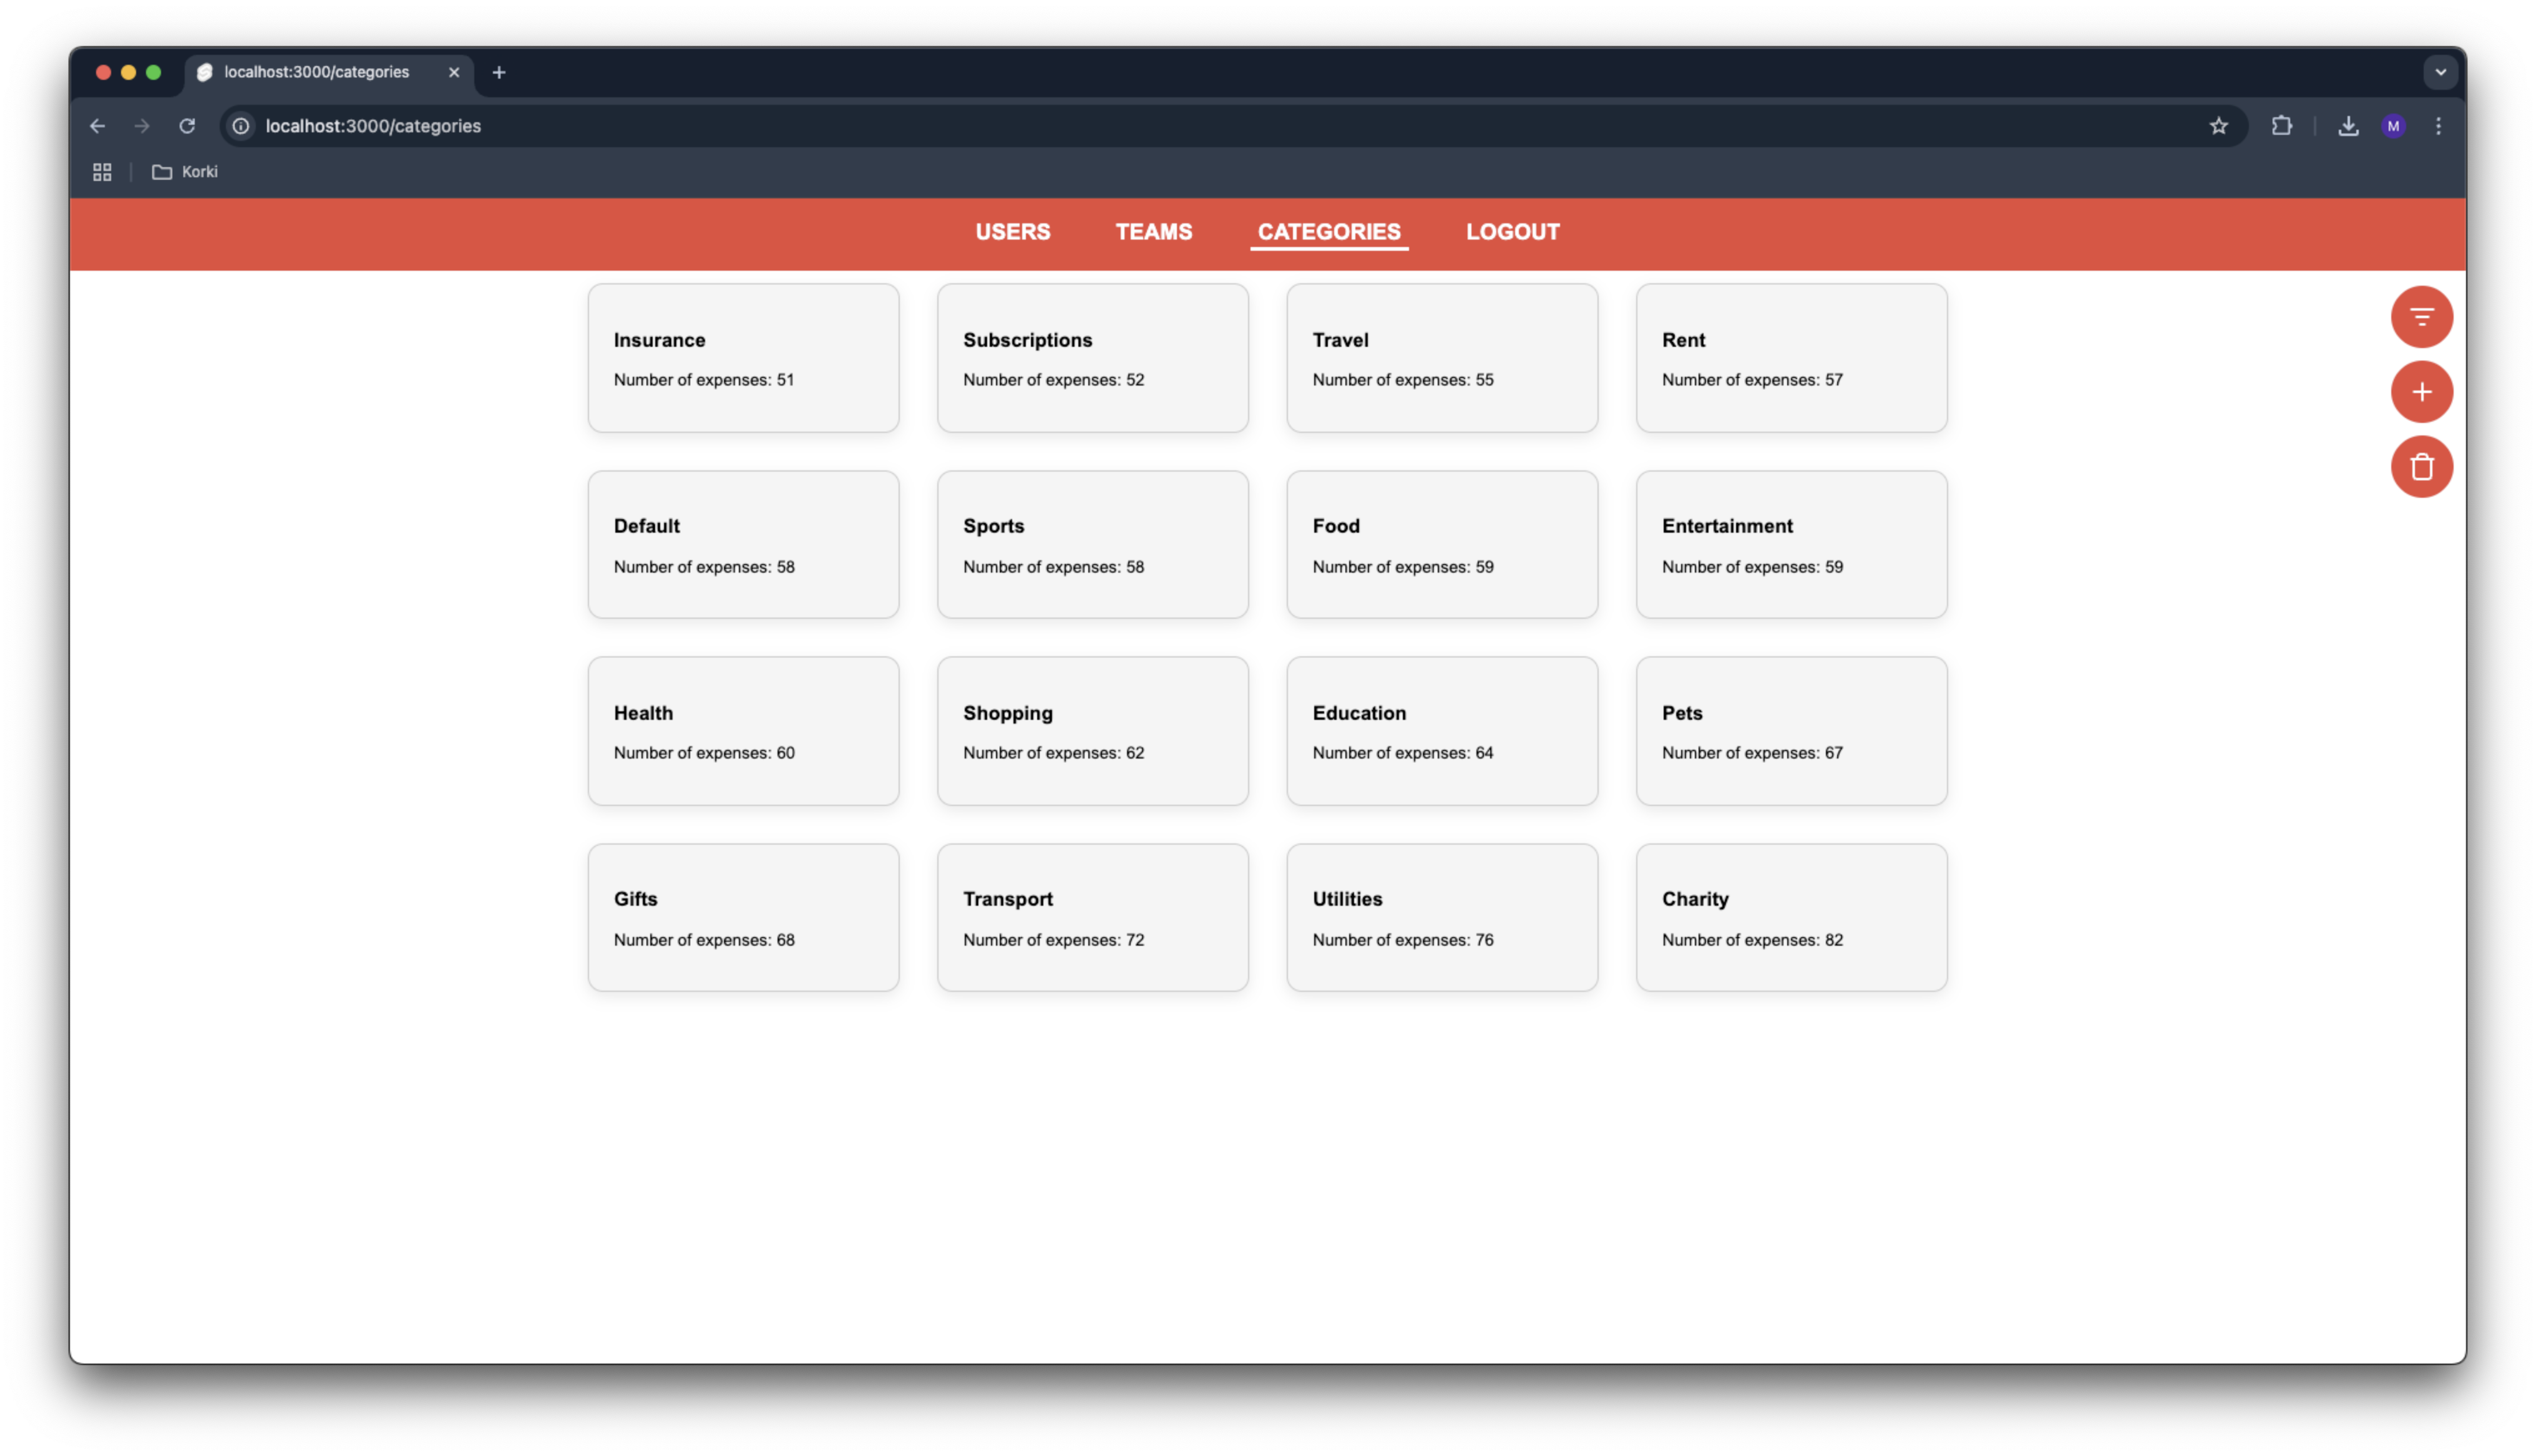 localhost:3000/categories
localhost:3000/categories
M
Korki
USERS TEAMS CATEGORIES LOGOUT
Insurance Subscriptions Travel Rent
Number of expenses: 51 Number of expenses: 52 Number of expenses: 55 Number of expenses: 57
Default Sports Food Entertainment
Number of expenses: 58 Number of expenses: 58 Number of expenses: 59 Number of expenses: 59
Health Shopping Education Pets
Number of expenses: 60 Number of expenses: 62 Number of expenses: 64 Number of expenses: 67
Gifts Transport Utilities Charity
Number of expenses: 68 Number of expenses: 72 Number of expenses: 76 Number of expenses: 82